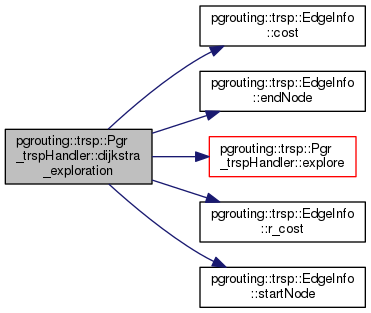 pgrouting::trsp::Pgr
_trspHandler::dijkstra
_exploration
pgrouting::trsp::EdgeInfo
::cost
pgrouting::trsp::EdgeInfo
::endNode
pgrouting::trsp::Pgr
_trspHandler::explore
pgrouting::trsp::EdgeInfo
::r_cost
pgrouting::trsp::EdgeInfo
::startNode